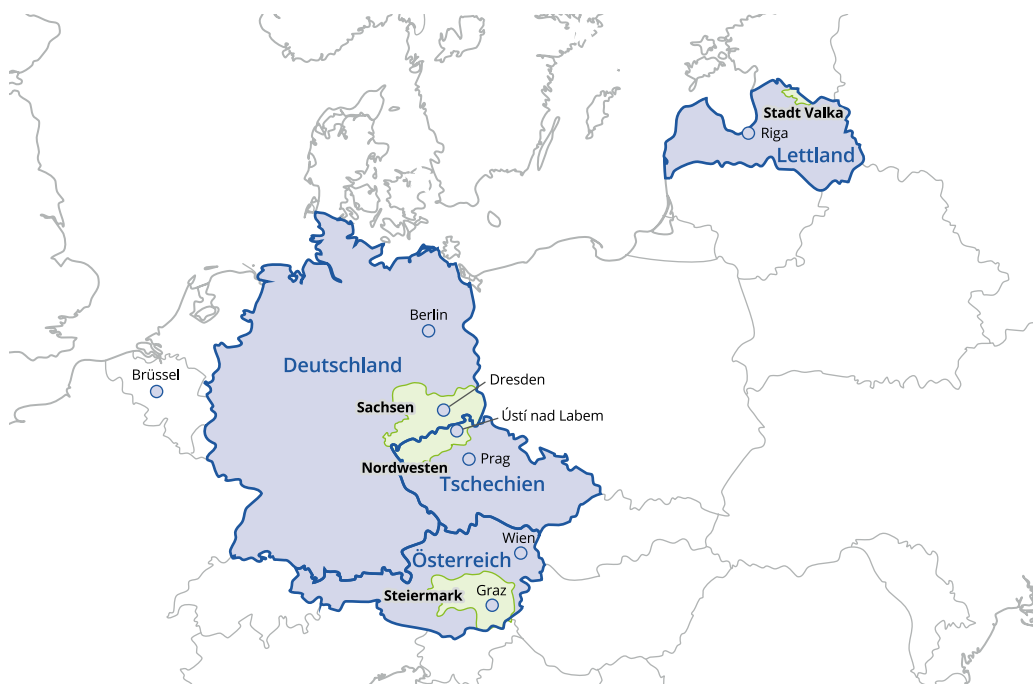 Stadt Valka
Riga
Lettland
Berlin
Deutschland
Brüssel
Dresden
Sachsen
Ústí nad Labem
Nordwesten
Prag
Tschechien
Wien
Österreich
Steiermark
Graz